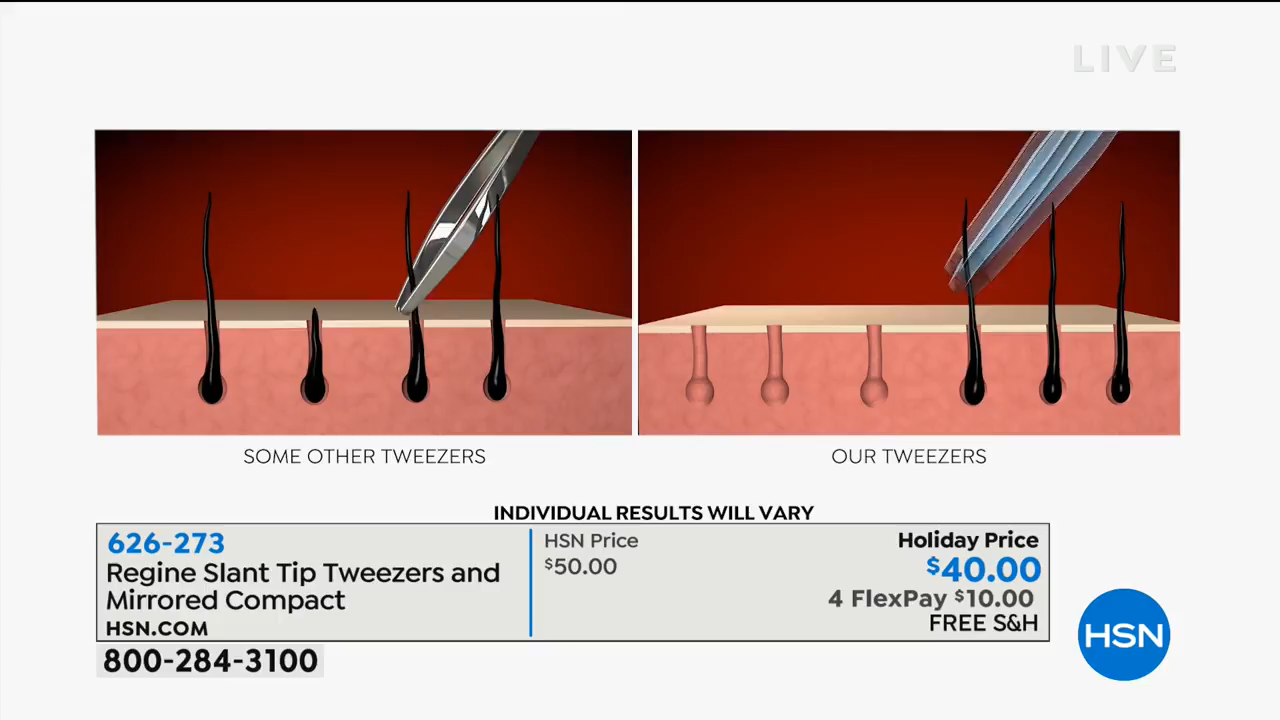 LIVE
SOME OTHER TWEEZERS
OUR TWEEZERS
INDIVIDUAL RESULTS WILL VARY
626-273
Regine Slant Tip Tweezers and
Mirrored Compact
HSN.COM
800-284-3100
HSN Price
$50.00
Holiday Price
$40.00
4 FlexPay $10.00
FREE S&H
HSN